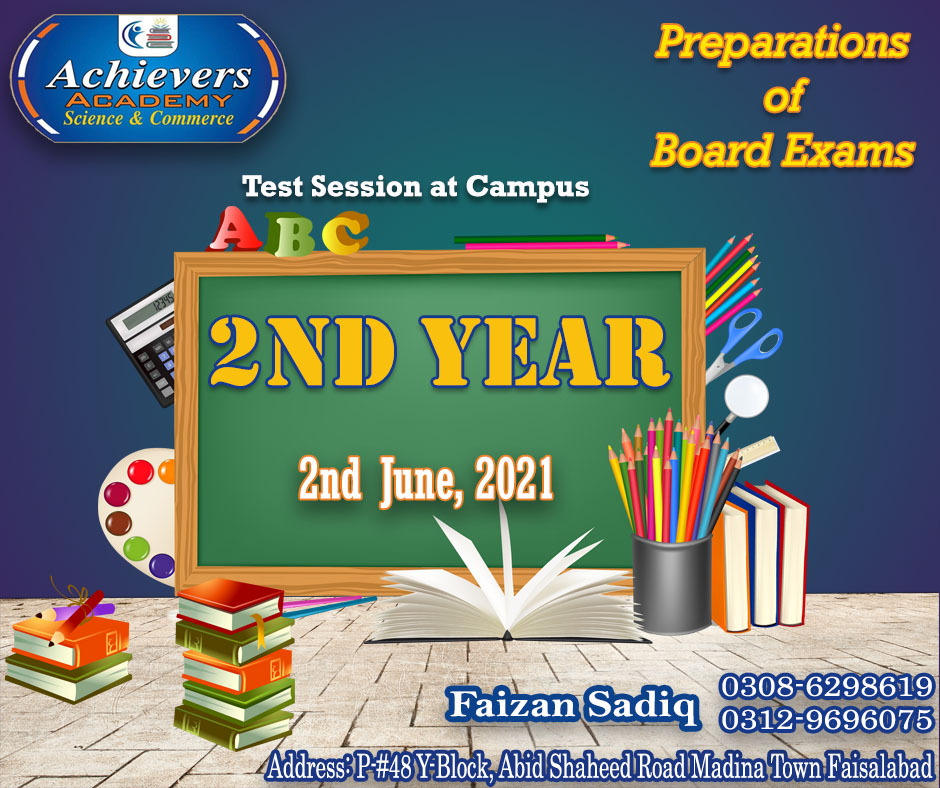 Achievers
ACADEMY
Science & Commerce
Preparations
of
Board Exams
Test Session at Campus
ABC
12345
2ND YEAR
2nd June, 2021
Faizan Sadiq
0308-6298619
0312-9696075
Address: P-#48 Y-Block, Abid Shaheed Road Madina Town Faisalabad